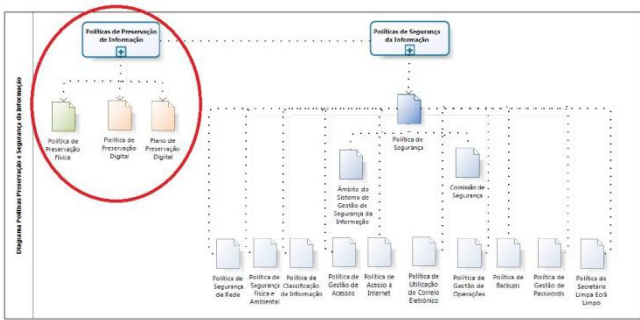 Diagrama Políticas Preservação e Segurança da Informação
Políticas de Preservação
de Informação
Políticas de Segurança
da Informação
Política de
Preservação
Física
Política de
Preservação
Digital
Plano de
Preservação
Digital
Política de
Segurança
Âmbito do
Sistema de
Gestão de
Segurança da
Informação
Comissão de
Segurança
Política de
Segurança
de Rede
Política de
Segurança
Física e
Ambiental
Política de
Classificação
de Informação
Política de
Gestão de
Acessos
Política de
Acesso à
Internet
Política de
Utilização
do Correio
Eletrónico
Política de
Gestão de
Operações
Política de
Backups
Política de
Gestão de
Passwords
Política de
Secretária
Limpa Ecrã
Limpo